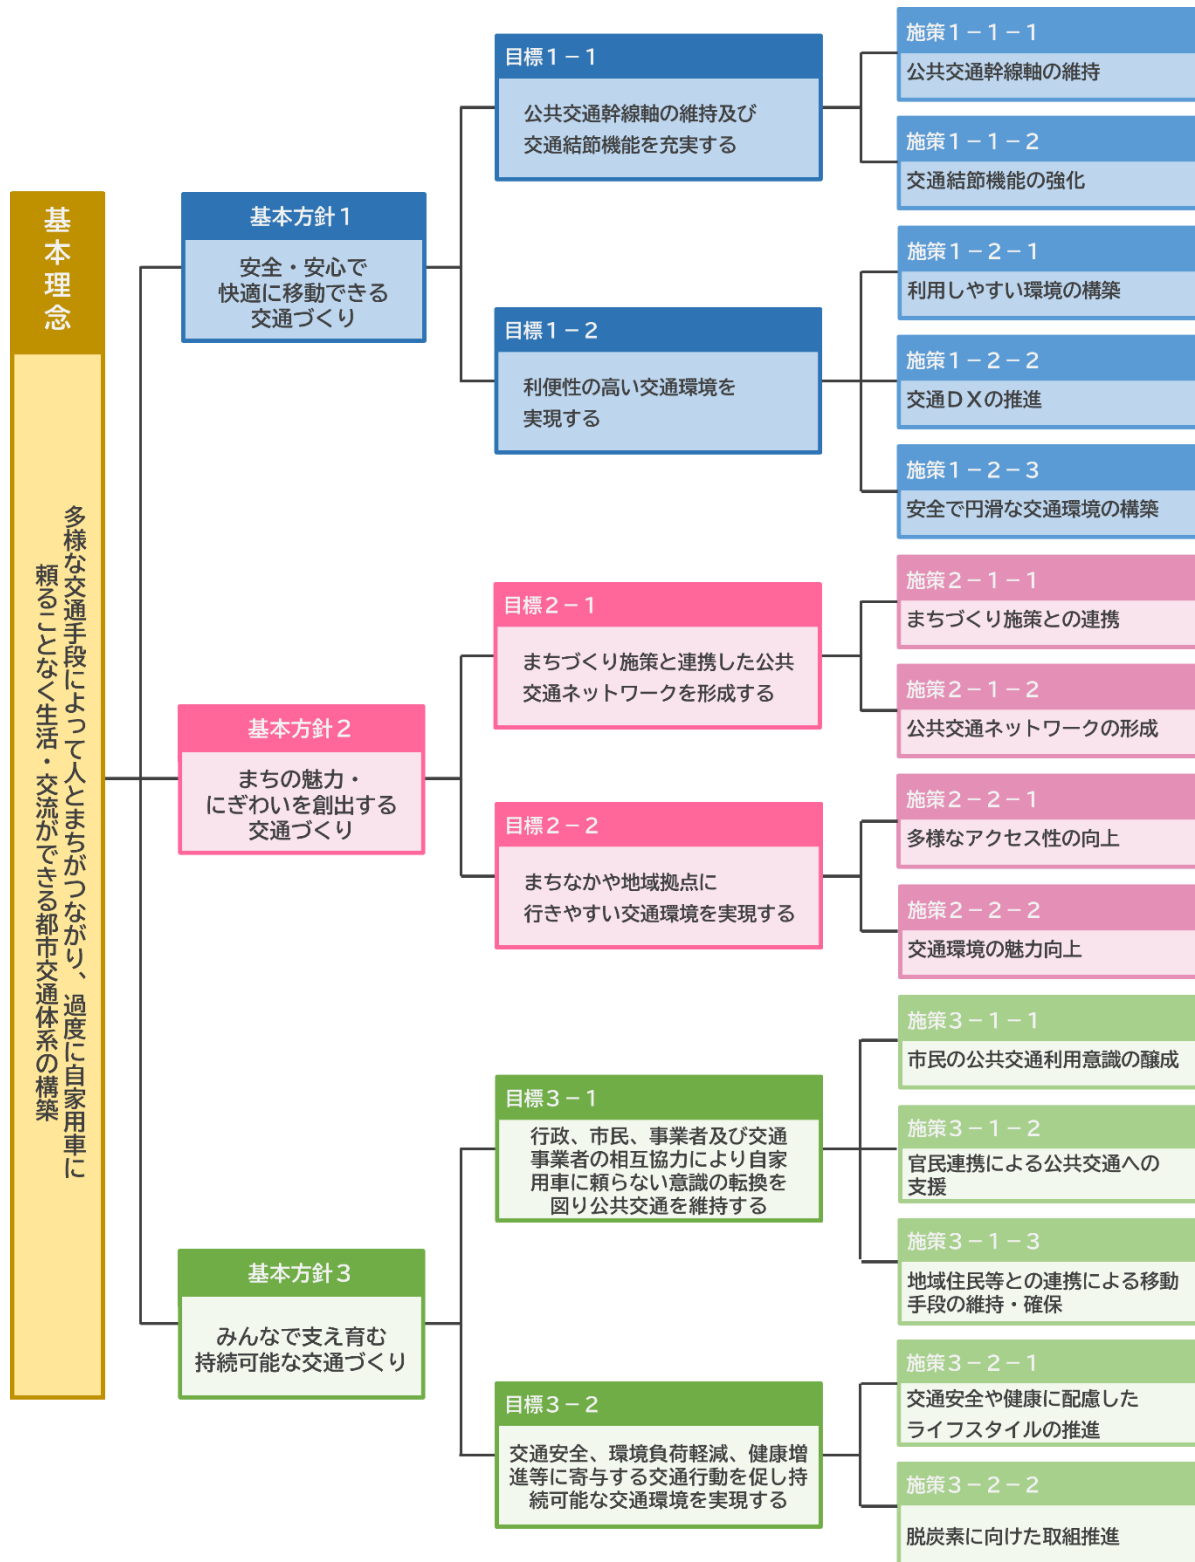 基本理念
多様な交通手段によって人とまちがつながり、過度に自家用車に
頼ることなく生活・交流ができる都市交通体系の構築
基本方針1
安全・安心で
快適に移動できる
交通づくり
目標1－1
公共交通幹線軸の維持及び
交通結節機能を充実する
施策1－1－1
公共交通幹線軸の維持
施策1－1－2
交通結節機能の強化
目標1－2
利便性の高い交通環境を
実現する
施策1－2－1
利用しやすい環境の構築
施策1－2－2
交通DXの推進
施策1－2－3
安全で円滑な交通環境の構築
基本方針2
まちの魅力・
にぎわいを創出する
交通づくり
目標2－1
まちづくり施策と連携した公共
交通ネットワークを形成する
施策2－1－1
まちづくり施策との連携
施策2－1－2
公共交通ネットワークの形成
目標2－2
まちなかや地域拠点に
行きやすい交通環境を実現する
施策2－2－1
多様なアクセス性の向上
施策2－2－2
交通環境の魅力向上
基本方針3
みんなで支え育む
持続可能な交通づくり
目標3－1
行政、市民、事業者及び交通
事業者の相互協力により自家
用車に頼らない意識の転換を
図り公共交通を維持する
施策3－1－1
市民の公共交通利用意識の醸成
施策3－1－2
官民連携による公共交通への
支援
施策3－1－3
地域住民等との連携による移動
手段の維持・確保
目標3－2
交通安全、環境負荷軽減、健康増
進等に寄与する交通行動を促し持
続可能な交通環境を実現する
施策3－2－1
交通安全や健康に配慮した
ライフスタイルの推進
施策3－2－2
脱炭素に向けた取組推進